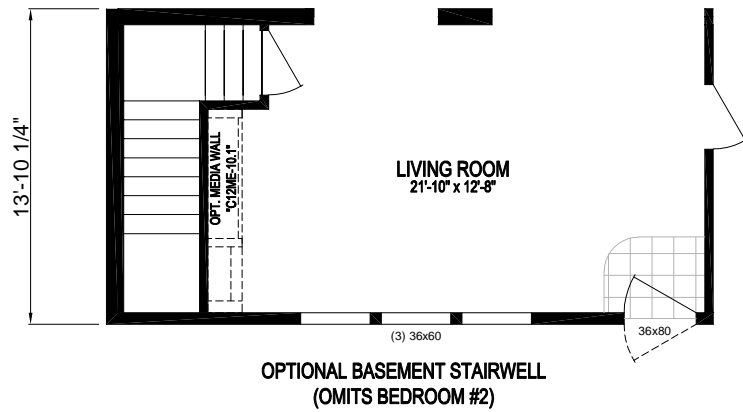 13'-10 1/4"
OPT. MEDIA WALL
"C12ME-10.1"
LIVING ROOM
21'-10" x 12'-8"
(3) 36x60
36x80
OPTIONAL BASEMENT STAIRWELL
(OMITS BEDROOM #2)